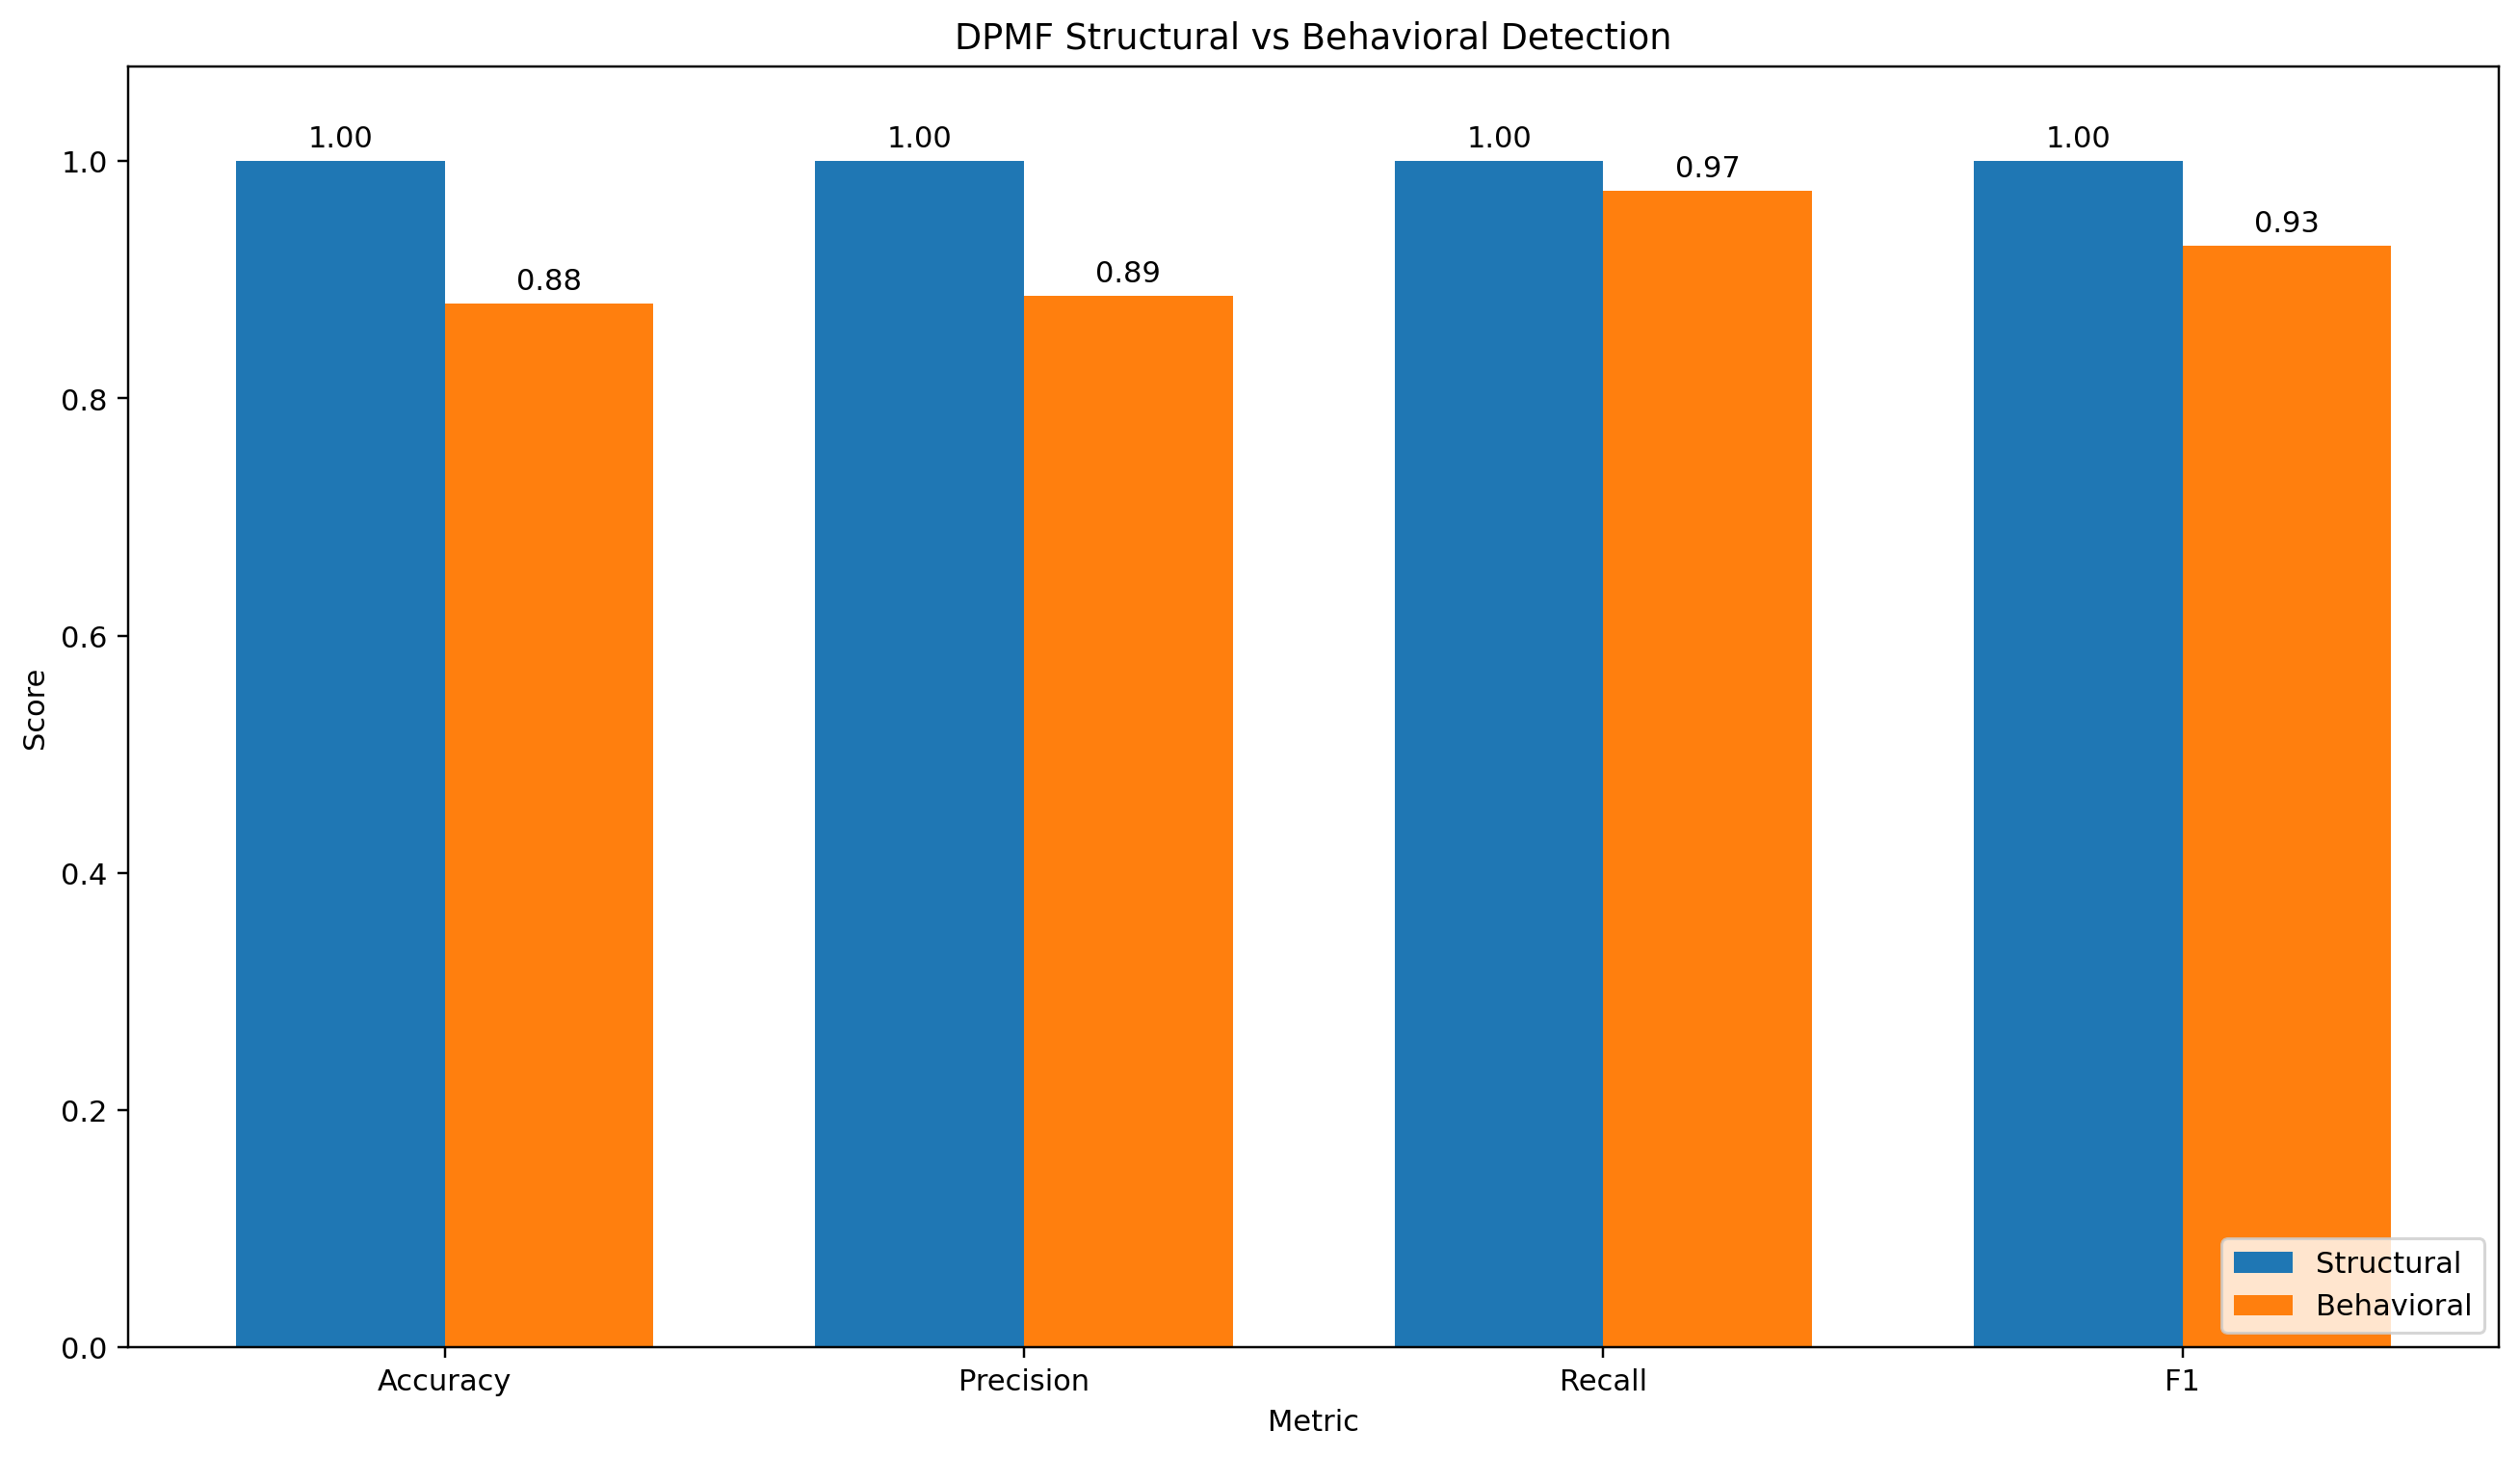 DPMF Structural vs Behavioral Detection
1.00
0.88
1.00
0.89
1.00
0.97
1.00
0.93
1.0
0.8
0.6
0.4
0.2
0.0
Score
Accuracy
Precision
Recall
F1
Metric
Structural
Behavioral